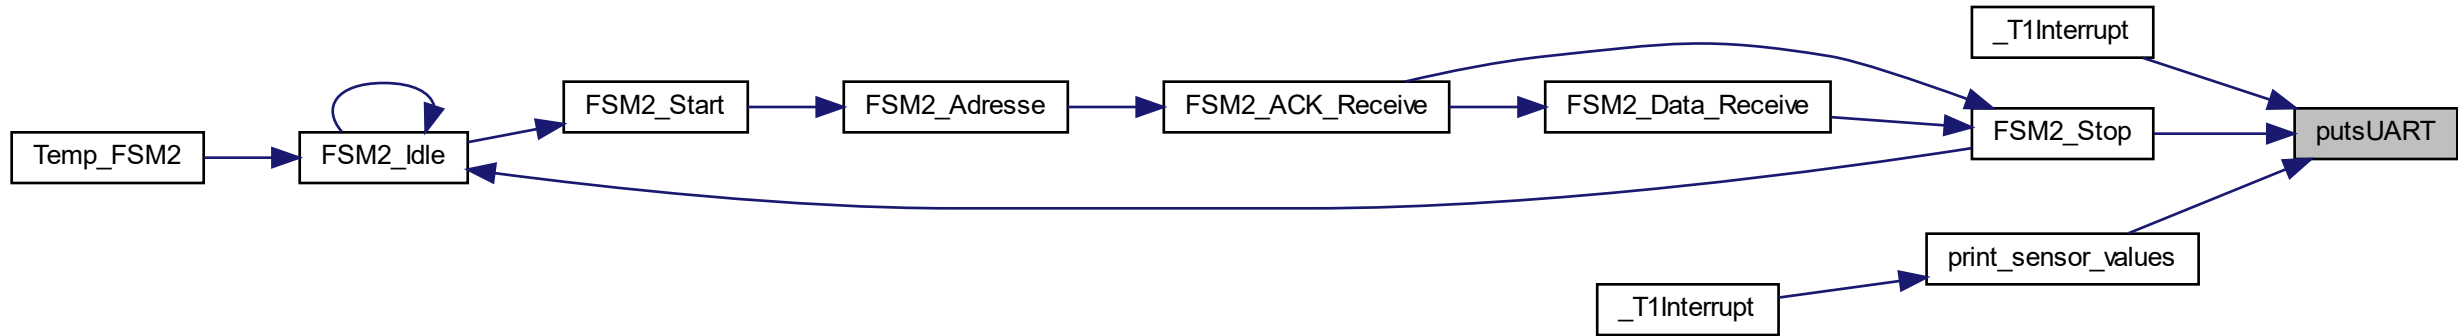 _T1Interrupt
FSM2_Start
FSM2_Adresse
FSM2_ACK_Receive
FSM2_Data_Receive
FSM2_Stop
putsUART
Temp_FSM2
FSM2_Idle
print_sensor_values
_T1Interrupt